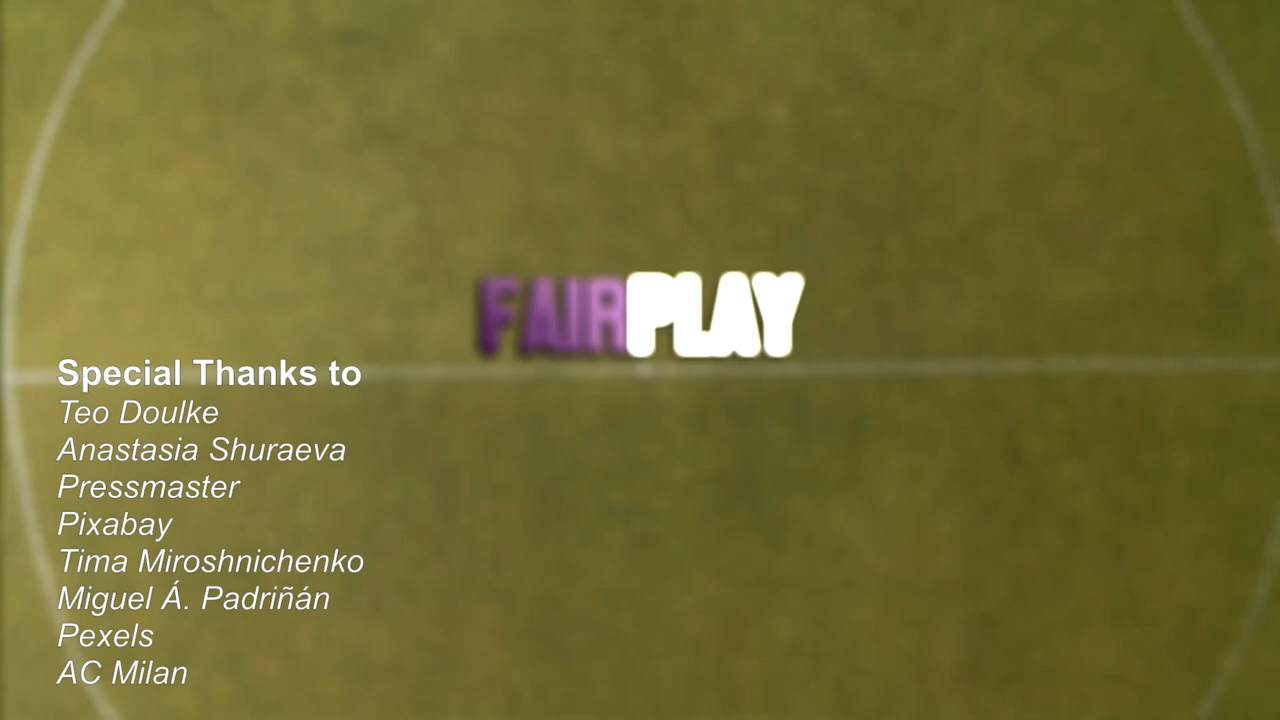 FAIRPLAY
Special Thanks to
Teo Doulke
Anastasia Shuraeva
Pressmaster
Pixabay
Tima Miroshnichenko
Miguel Á. Padriñán
Pexels
AC Milan